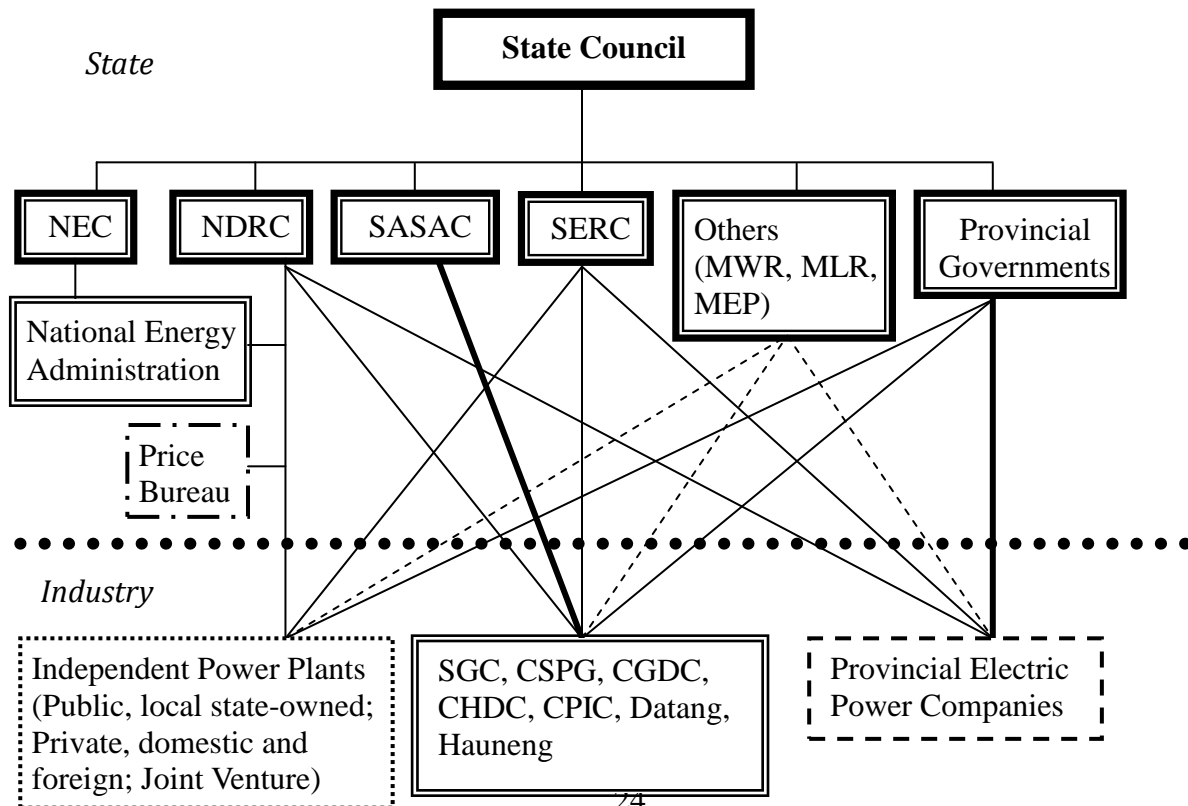 State Council
State
NEC
NDRC
SASAC
SERC
Others
(MWR, MLR,
MEP)
Provincial
Governments
National Energy
Administration
Price
Bureau
Industry
Independent Power Plants
(Public, local state-owned;
Private, domestic and
foreign; Joint Venture)
SGC, CSPG, CGDC,
CHDC, CPIC, Datang,
Hauneng
Provincial Electric
Power Companies
24